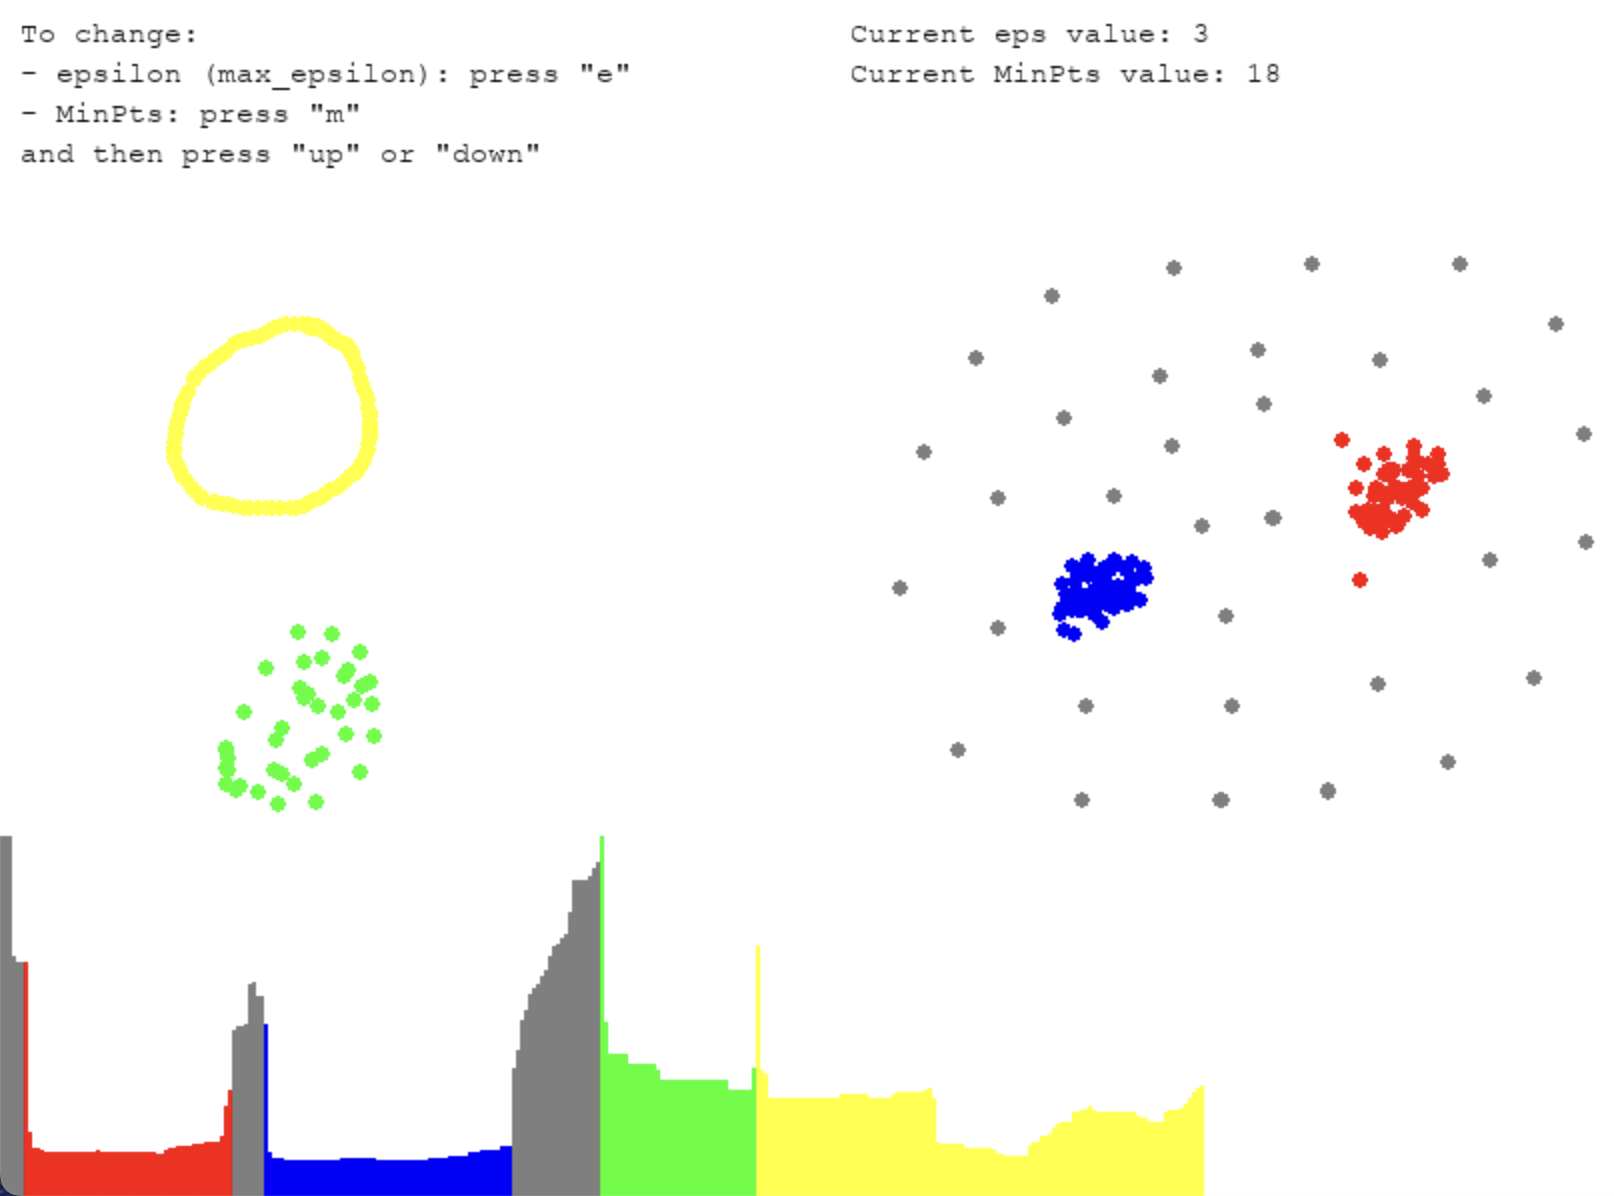 To change:
- epsilon (max_epsilon): press "e"
- MinPts: press "m"
and then press "up" or "down"
Current eps value: 3
Current MinPts value: 18